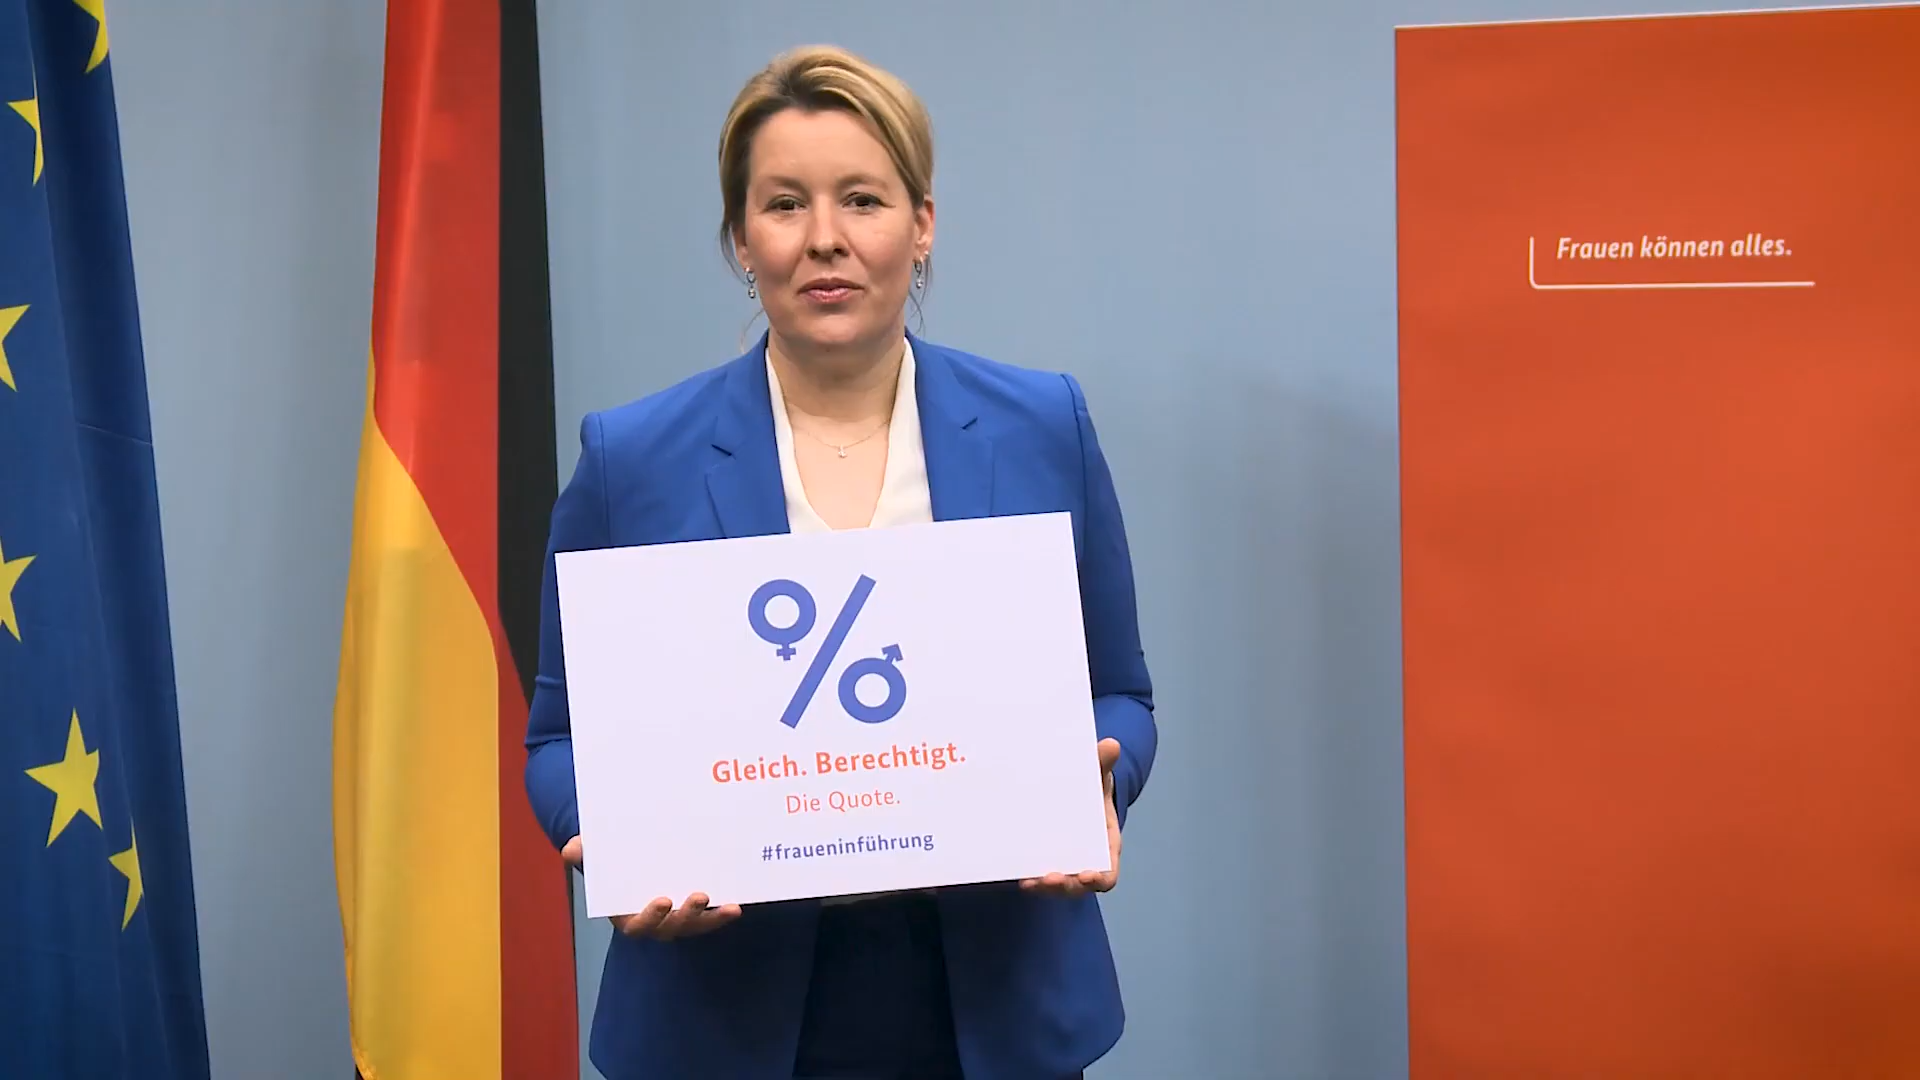 Frauen können alles.
Gleich. Berechtigt.
Die Quote.
#fraueninführung